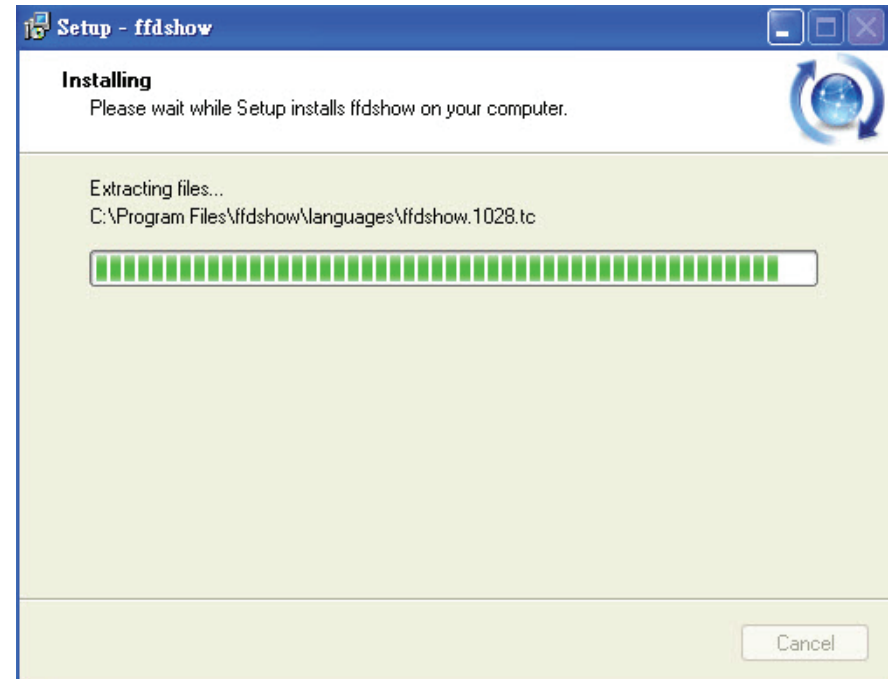 Setup - ffdshow
Installing
Please wait while Setup installs ffdshow on your computer.
Extracting files...
C:\Program Files\ffdshow\languages\ffdshow.1028.tc
Cancel